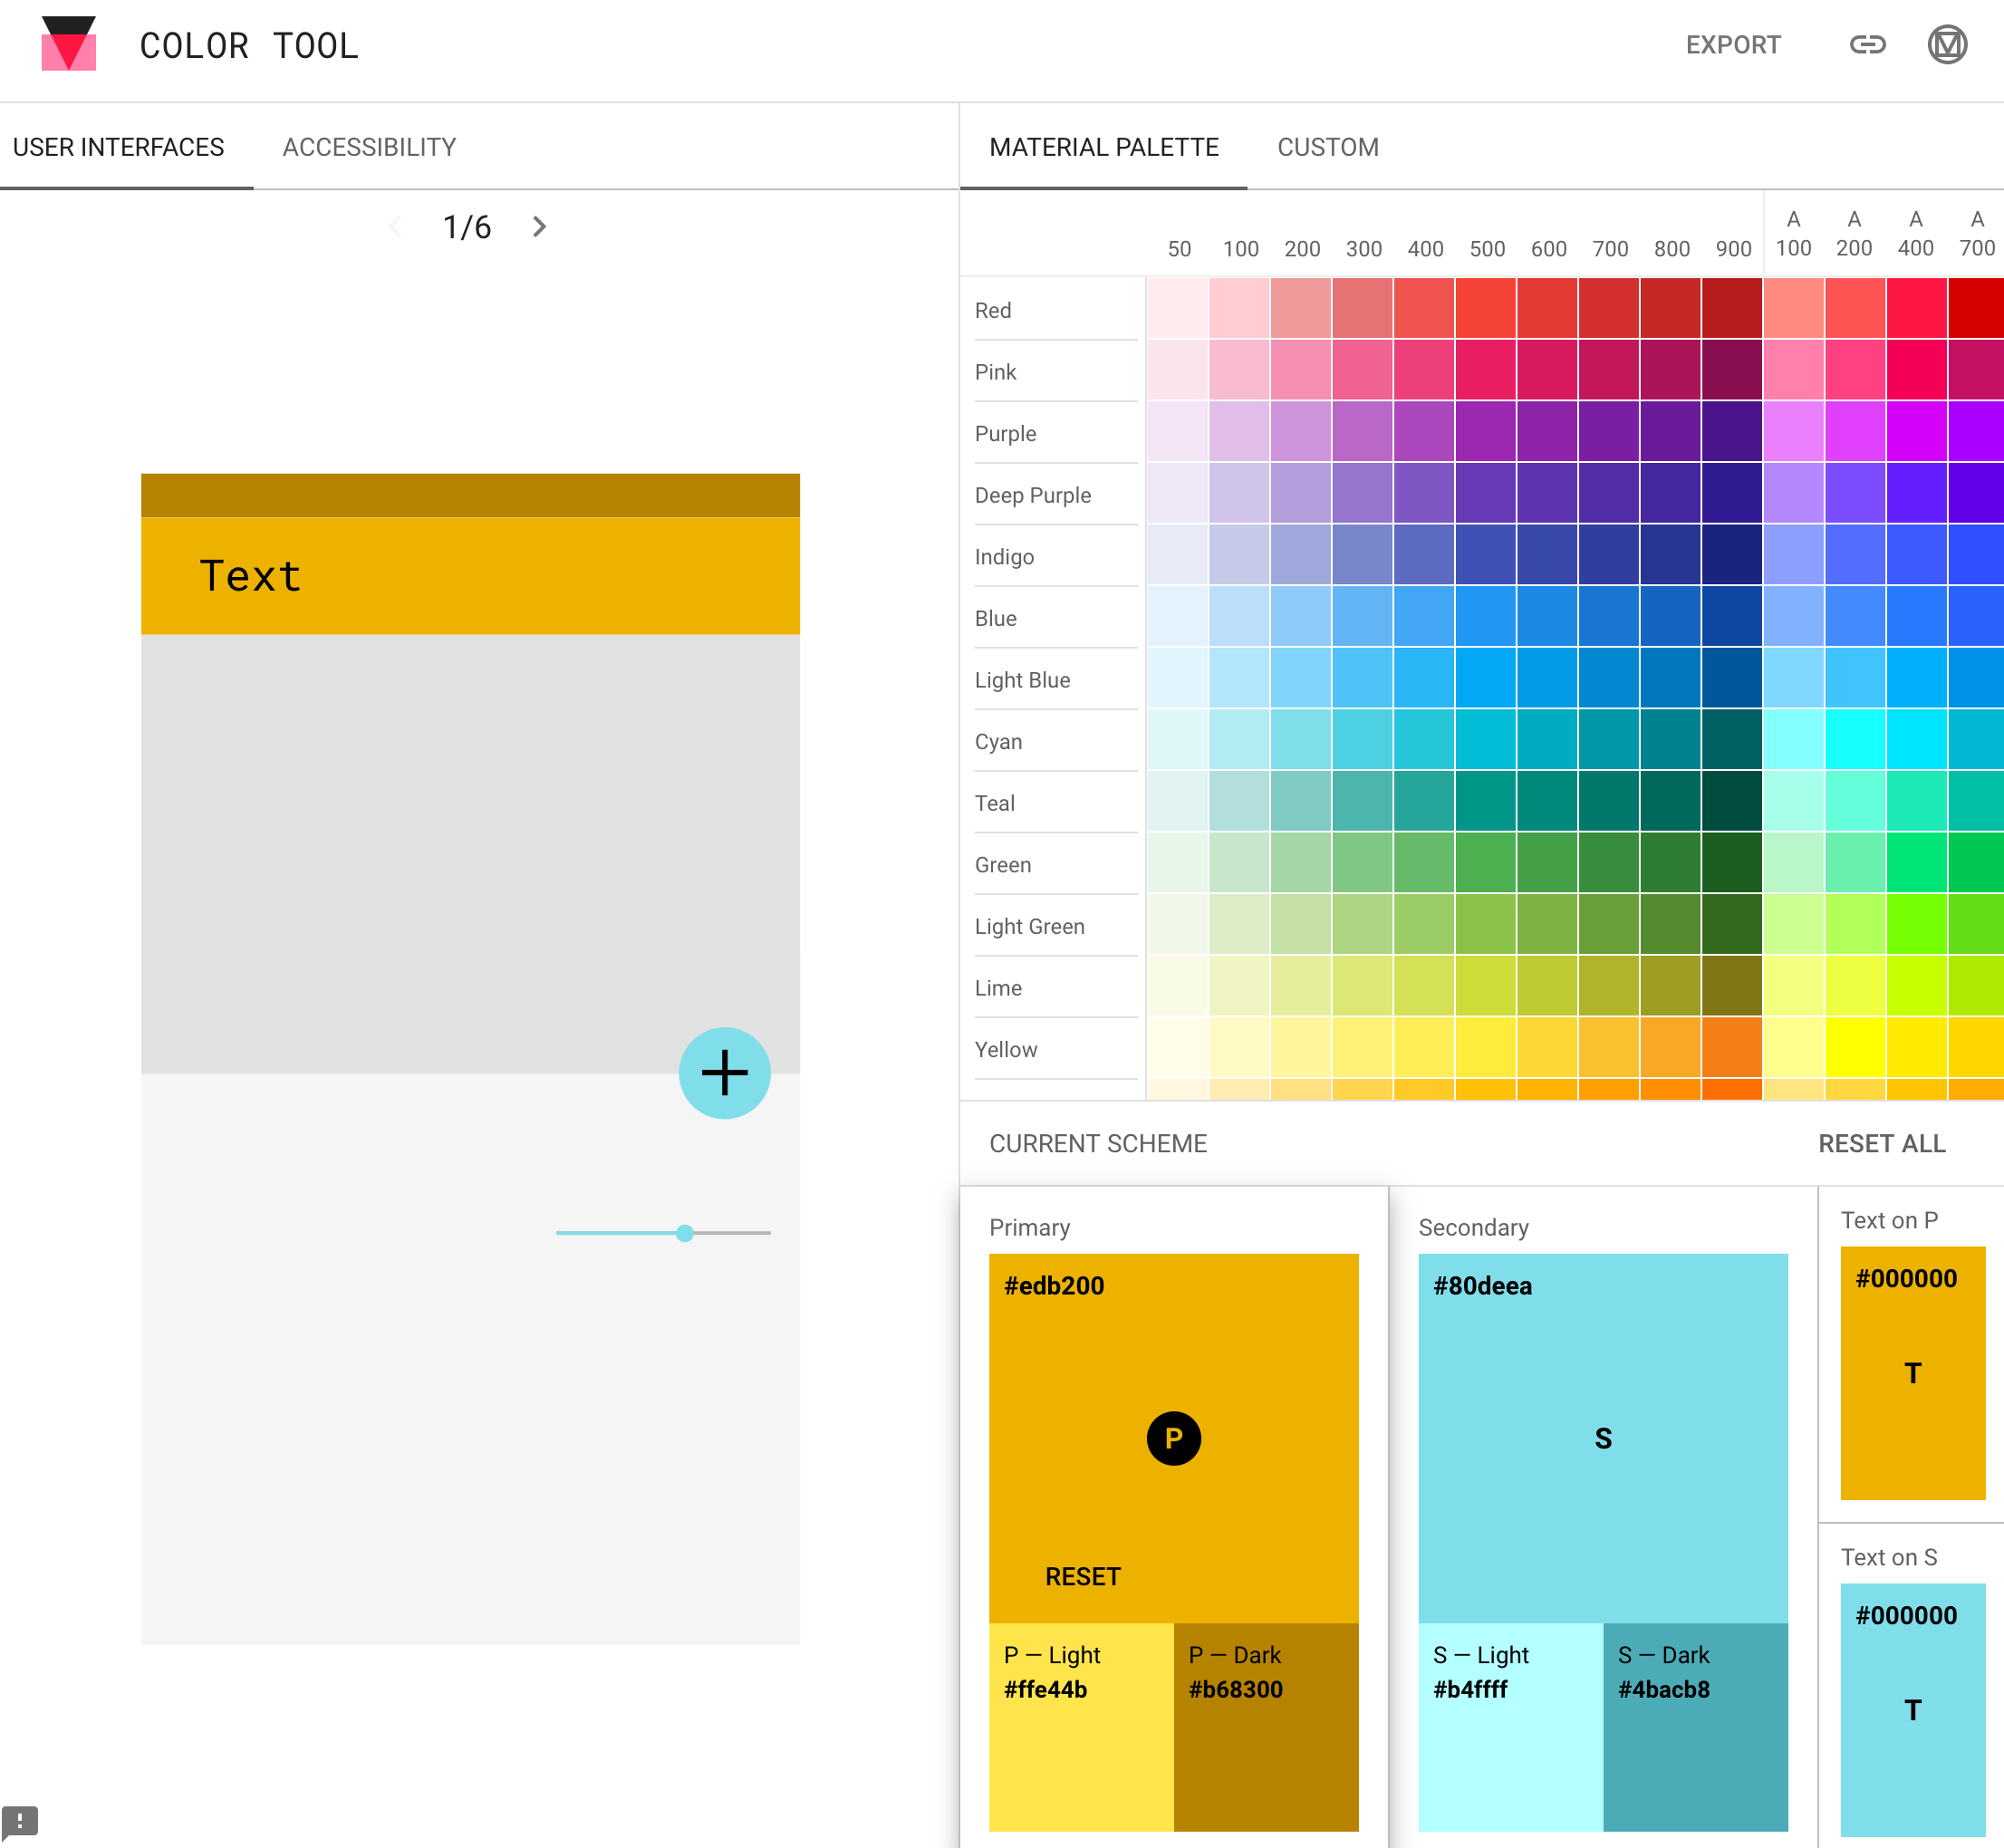 COLOR TOOL
EXPORT
USER INTERFACES ACCESSIBILITY
1/6
Text
MATERIAL PALETTE CUSTOM
50 100 200 300 400 500 600 700 800 900 A 100 A 200 A 400 A 700
Red
Pink
Purple
Deep Purple
Indigo
Blue
Light Blue
Cyan
Teal
Green
Light Green
Lime
Yellow
CURRENT SCHEME RESET ALL
Primary
#edb200
P
RESET
P — Light
#ffe44b
P — Dark
#b68300
Secondary
#80deea
S
S — Light
#b4ffff
S — Dark
#4bacb8
Text on P
#000000
T
Text on S
#000000
T